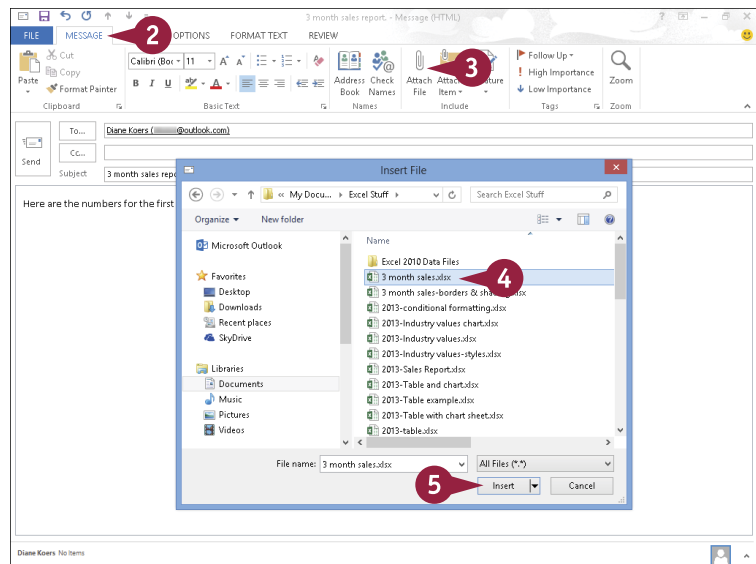 3 month sales report. - Message (HTML)
FILE MESSAGE OPTIONS FORMAT TEXT REVIEW
2
Paste
Cut
Copy
Format Painter
Clipboard
Calibri (Boc 11 A A
B I U A
Basic Text
Address Book
Check Names
Names
Attach File
Item
3
Include
Follow Up
High Importance
Low Importance
Tags
Zoom
Zoom
Send
To... Diane Koers ( @outlook.com)
Cc...
Subject 3 month sales
Here are the numbers for the first
Insert File
« My Docu... Excel Stuff
Search Excel Stuff
Organize New folder
Microsoft Outlook
Favorites
Desktop
Downloads
Recent places
SkyDrive
Libraries
Documents
Music
Pictures
Videos
Name
Excel 2010 Data Files
3 month sales.xlsx
4
3 month sales-borders & .xlsx
2013-conditional formatting.xlsx
2013-Industry values chart.xlsx
2013-Industry values.xlsx
2013-Industry values-styles.xlsx
2013-Sales Report.xlsx
2013-Table and chart.xlsx
2013-Table example.xlsx
2013-Table with chart sheet.xlsx
2013-table.xlsx
File name: 3 month sales.xlsx All Files (*.*)
5
Insert Cancel
Diane Koers No Items